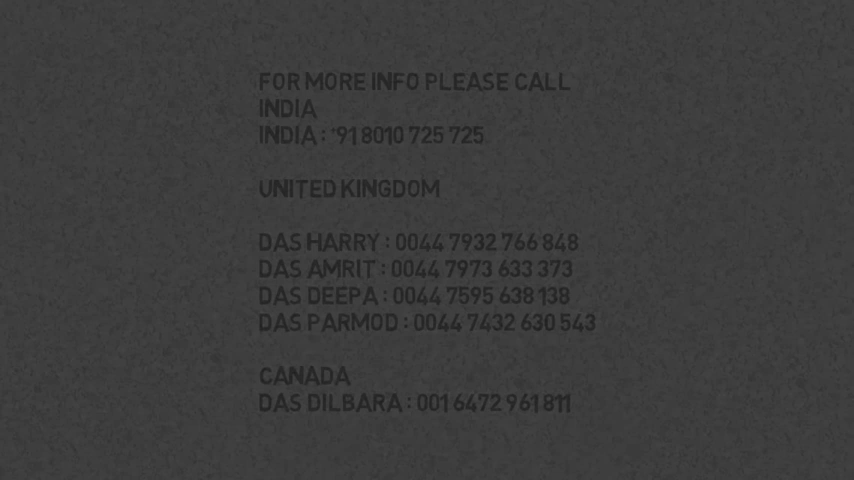 FOR MORE INFO PLEASE CALL
INDIA
INDIA : +91 8010 725 725
UNITED KINGDOM
DAS HARRY : 0044 7932 766 848
DAS AMRIT : 0044 7973 633 373
DAS DEEPA : 0044 7595 638 138
DAS PARMOD : 0044 7432 630 543
CANADA
DAS DILBARA : 001 6472 961 811